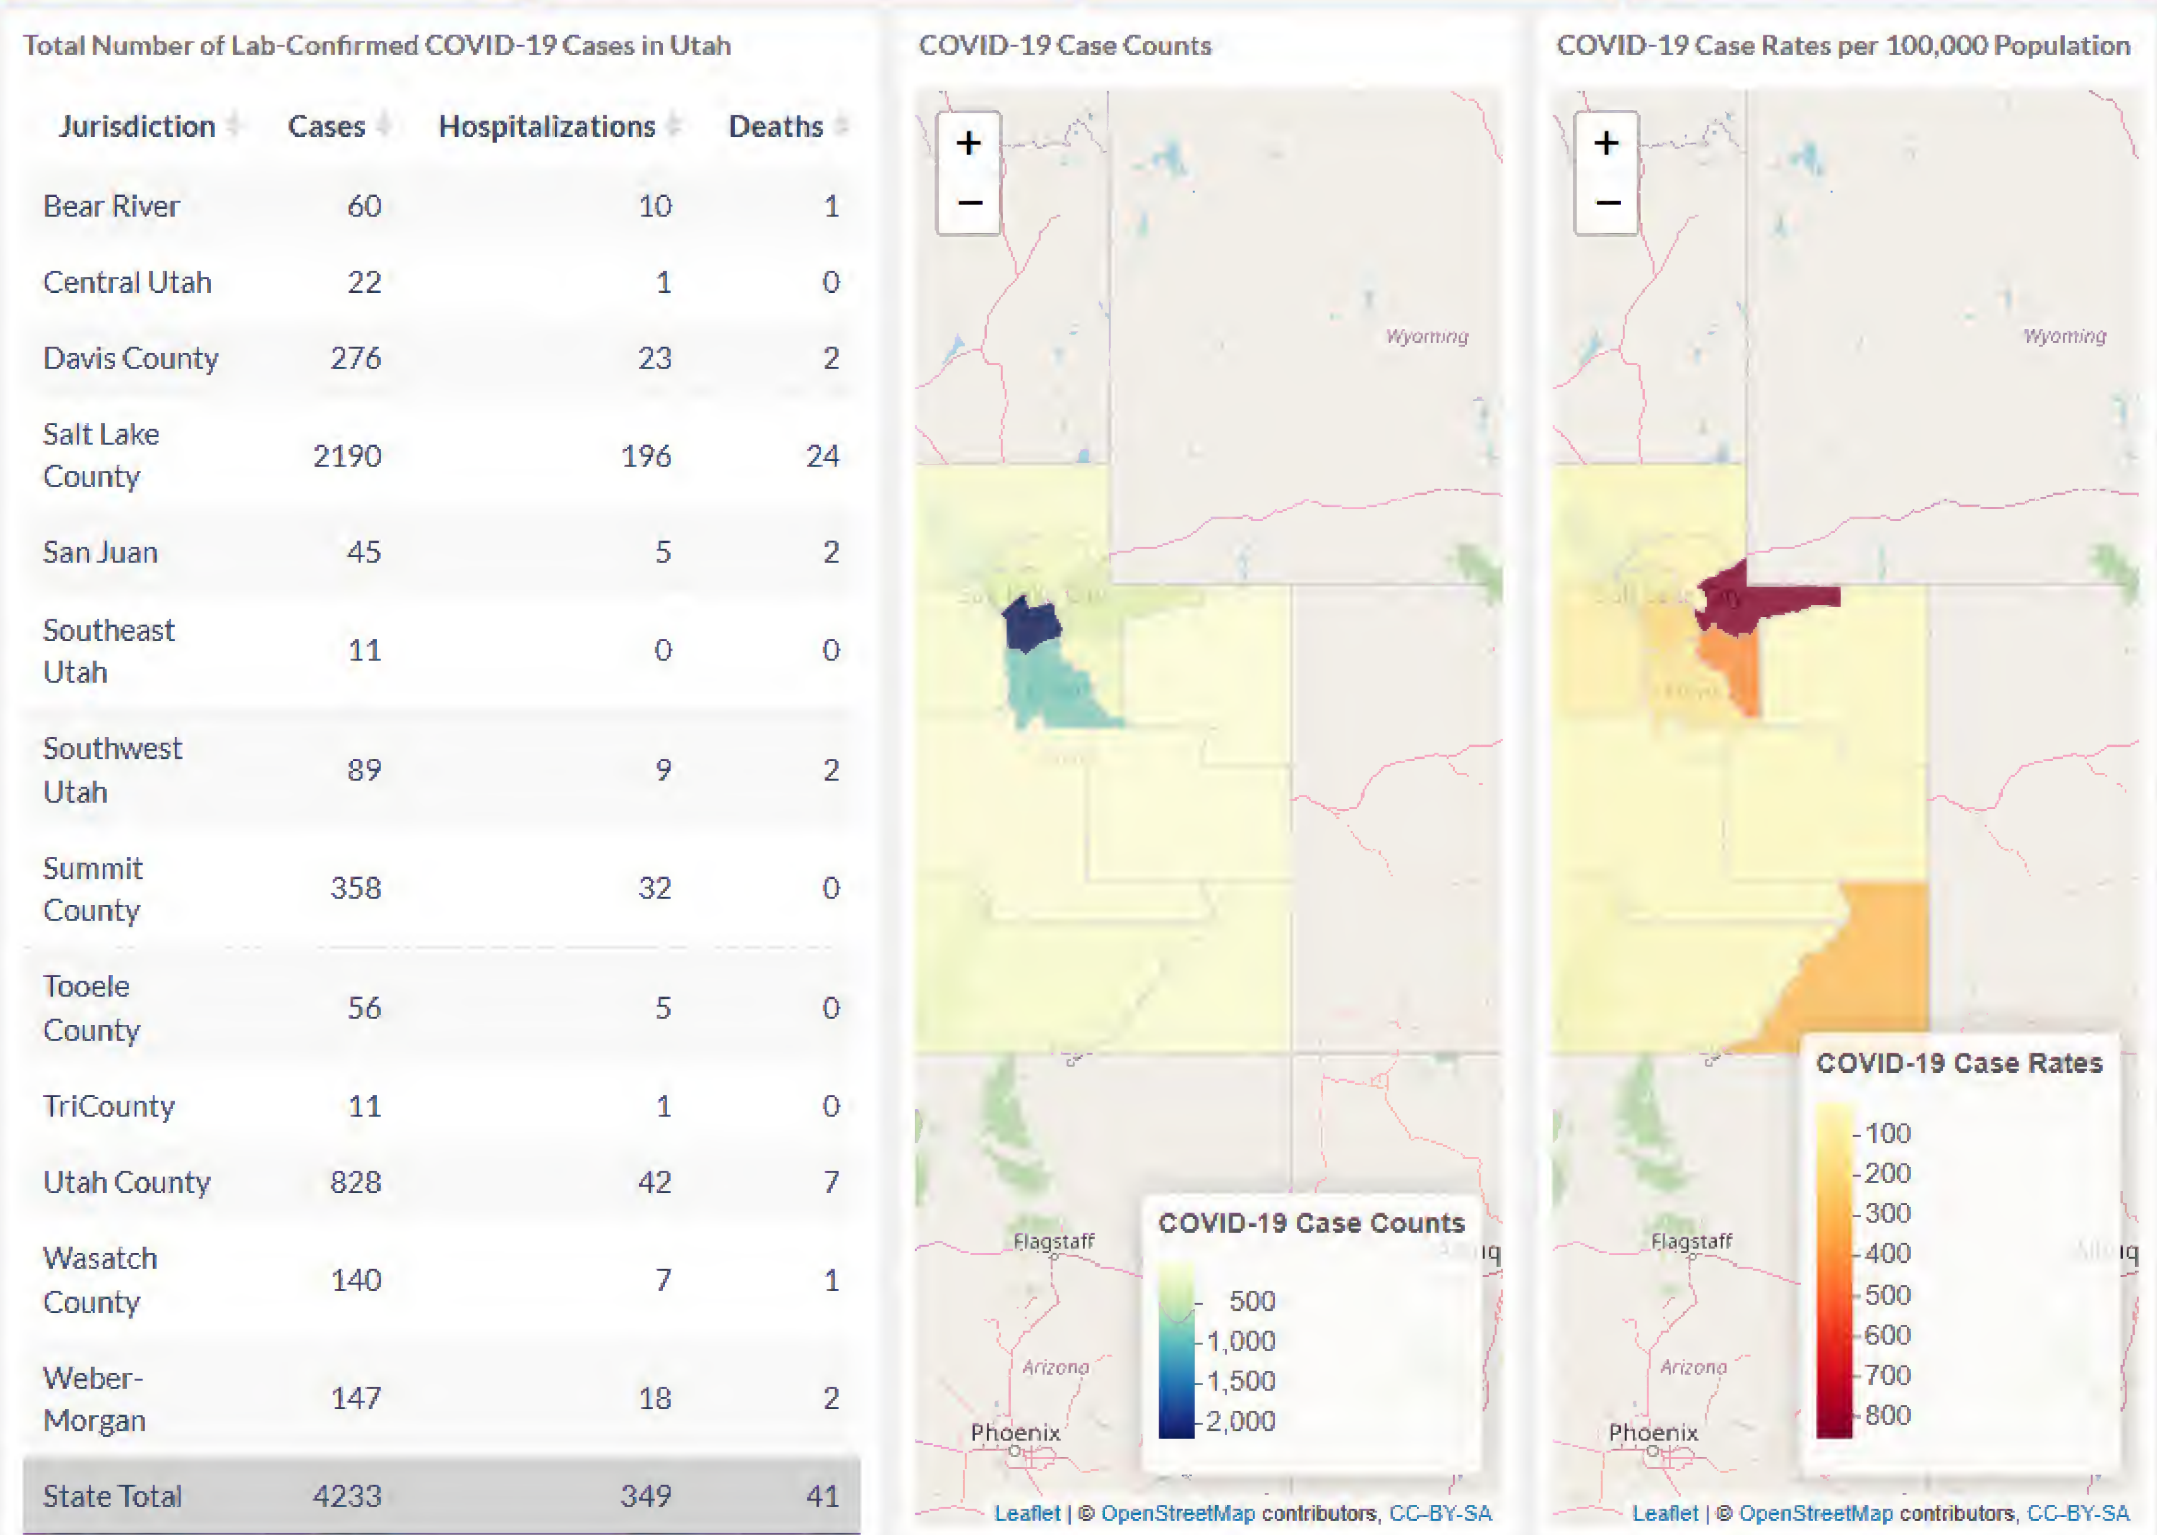 Total Number of Lab-Confirmed COVID-19 Cases in Utah
Jurisdiction Cases Hospitalizations Deaths
Bear River 60 10 1
Central Utah 22 1 0
Davis County 276 23 2
Salt Lake
County 2190 196 24
San Juan 45 5 2
Southeast
Utah 11 0 0
Southwest
Utah 89 9 2
Summit
County 358 32 0
Tooele
County 56 5 0
TriCounty 11 1 0
Utah County 828 42 7
Wasatch
County 140 7 1
Weber-
Morgan 147 18 2
State Total 4233 349 41
COVID-19 Case Counts
+
−
Wyoming
Flagstaff
Arizona
Phoenix
COVID-19 Case Counts
500
1,000
1,500
2,000
Leaflet | © OpenStreetMap contributors, CC-BY-SA
COVID-19 Case Rates per 100,000 Population
+
−
Wyoming
Flagstaff
Arizona
Phoenix
COVID-19 Case Rates
100
200
300
400
500
600
700
800
Leaflet | © OpenStreetMap contributors, CC-BY-SA